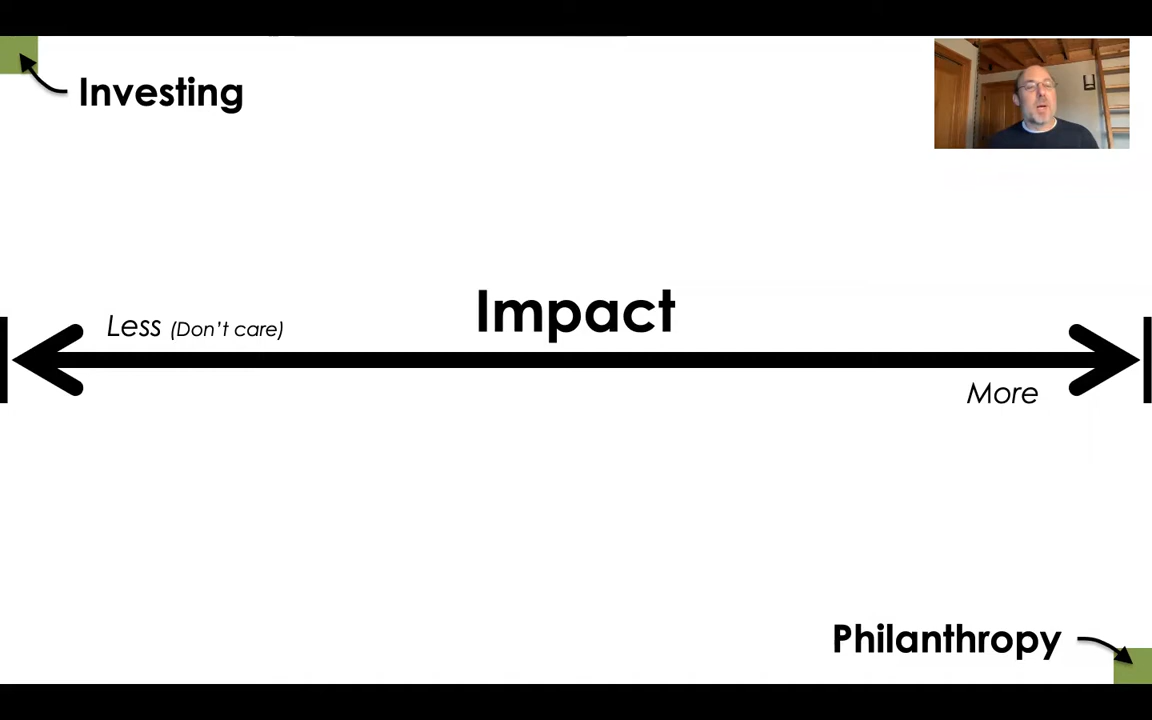 Investing
Impact
Less (Don't care)
More
Philanthropy